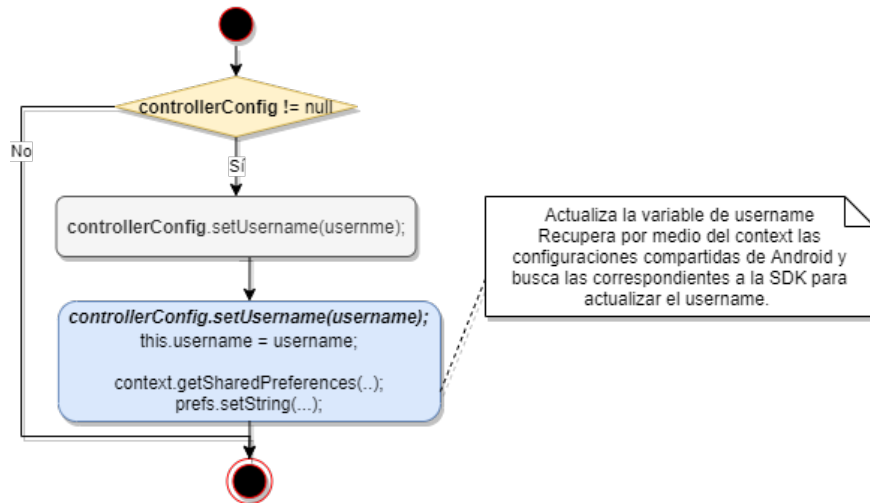 controllerConfig != null
No
Sí
controllerConfig.setUsername(usernme);
controllerConfig.setUsername(username);
this.username = username;
context.getSharedPreferences(..);
prefs.setString(...);
Actualiza la variable de username
Recupera por medio del context las
configuraciones compartidas de Android y
busca las correspondientes a la SDK para
actualizar el username.